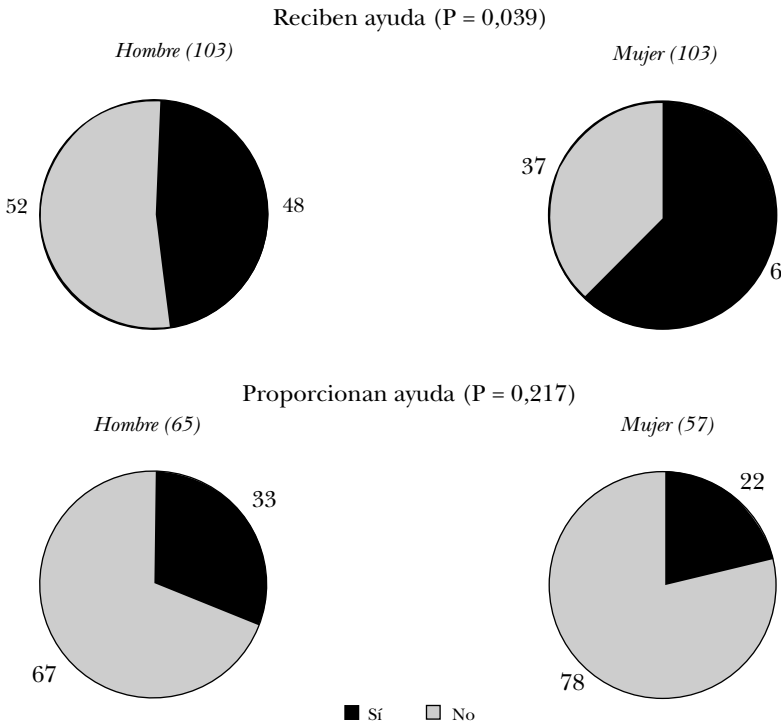 Reciben ayuda (P = 0,039)
Hombre (103)
Mujer (103)
52
48
37
6
Proporcionan ayuda (P = 0,217)
Hombre (65)
Mujer (57)
33
67
22
78
Sí
No